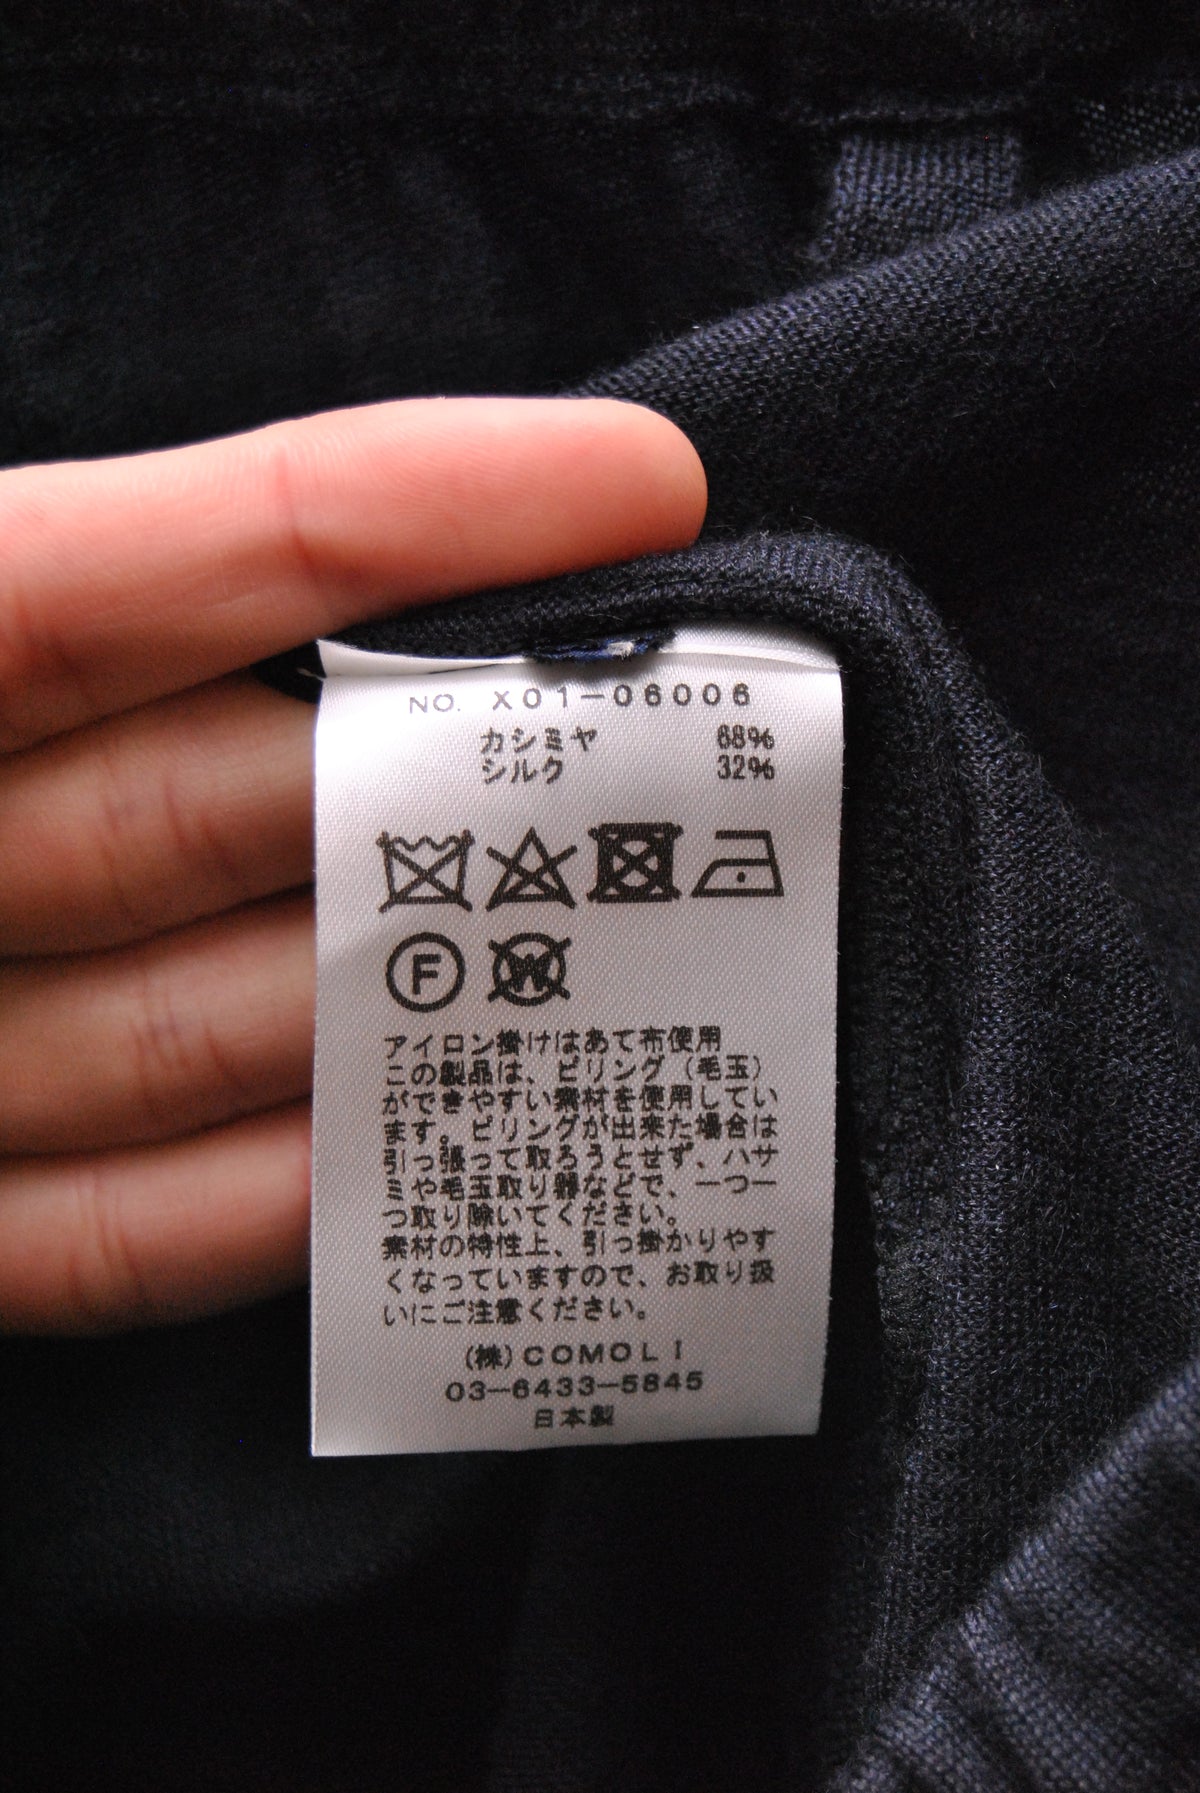 NO. X01-06006
カシミヤ 68%
シルク 32%
F
W
アイロン掛けはあて布使用
この製品は、ピリング（毛玉）
ができやすい素材を使用してい
ます。ピリングが出来た場合は
引っ張って取ろうとせず、ハサ
ミや毛玉取り器などで、一つ一
つ取り除いてください。
素材の特性上、引っ掛かりやす
くなっていますので、お取り扱
いにご注意ください。
(株)COMOLI
03-6433-5845
日本製